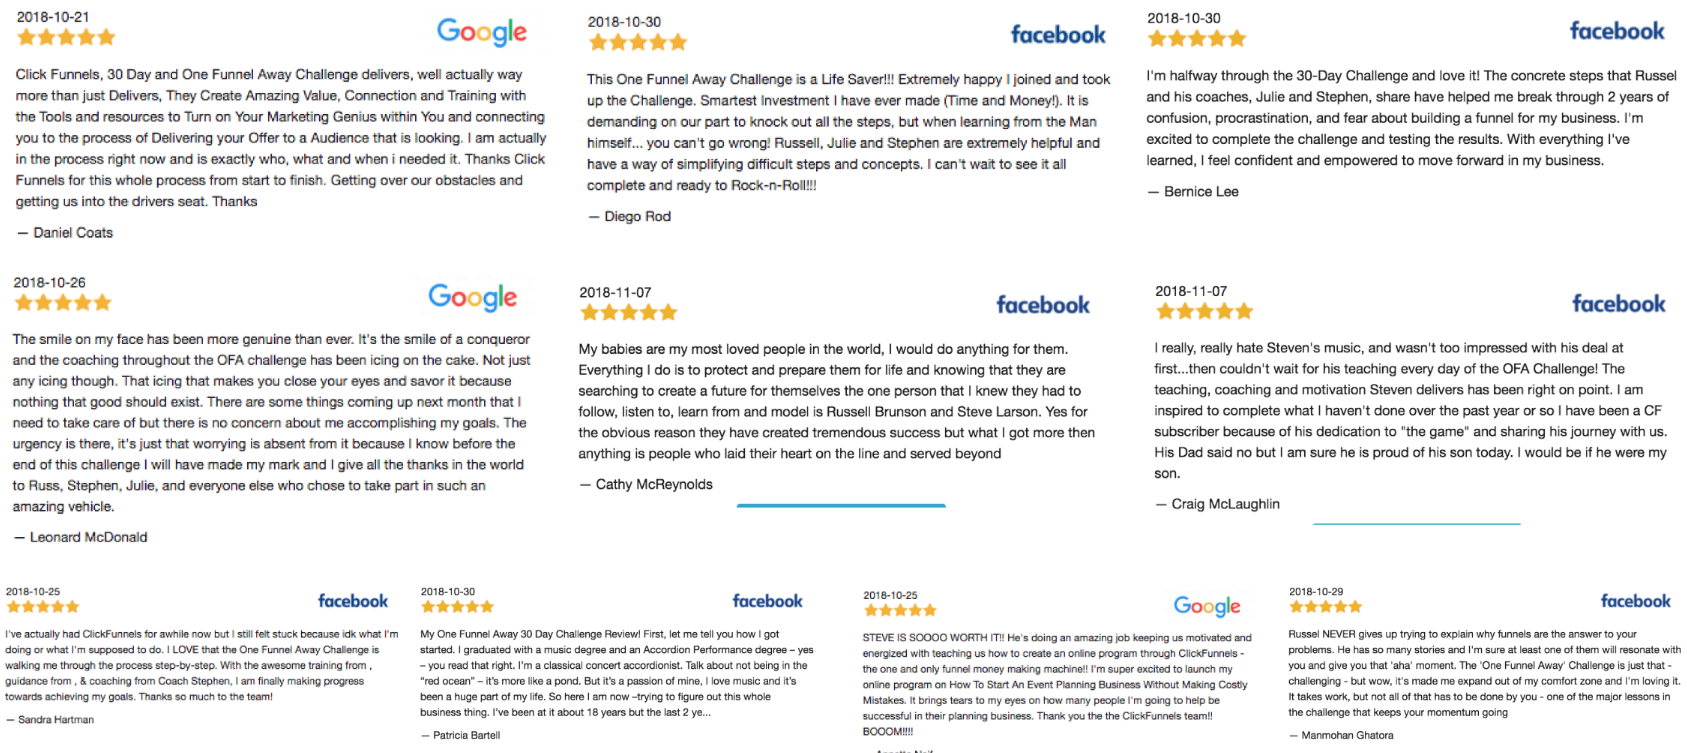 2018-10-21
Google
Click Funnels, 30 Day and One Funnel Away Challenge delivers, well actually way
more than just Delivers, They Create Amazing Value, Connection and Training with
the Tools and resources to Turn on Your Marketing Genius within You and connecting
you to the process of Delivering your Offer to a Audience that is looking. I am actually
in the process right now and is exactly who, what and when i needed it. Thanks Click
Funnels for this whole process from start to finish. Getting over our obstacles and
getting us into the drivers seat. Thanks
— Daniel Coats
2018-10-30
facebook
This One Funnel Away Challenge is a Life Saver!!! Extremely happy I joined and took
up the Challenge. Smartest Investment I have ever made (Time and Money!). It is
demanding on our part to knock out all the steps, but when learning from the Man
himself... you can't go wrong! Russell, Julie and Stephen are extremely helpful and
have a way of simplifying difficult steps and concepts. I can't wait to see it all
complete and ready to Rock-n-Roll!!!
— Diego Rod
2018-10-30
facebook
I'm halfway through the 30-Day Challenge and love it! The concrete steps that Russel
and his coaches, Julie and Stephen, share have helped me break through 2 years of
confusion, procrastination, and fear about building a funnel for my business. I'm
excited to complete the challenge and testing the results. With everything I've
learned, I feel confident and empowered to move forward in my business.
— Bernice Lee
2018-10-26
Google
The smile on my face has been more genuine than ever. It's the smile of a conqueror
and the coaching throughout the OFA challenge has been icing on the cake. Not just
any icing though. That icing that makes you close your eyes and savor it because
nothing that good should exist. There are some things coming up next month that I
need to take care of but there is no concern about me accomplishing my goals. The
urgency is there, it's just that worrying is absent from it because I know before the
end of this challenge I will have made my mark and I give all the thanks in the world
to Russ, Stephen, Julie, and everyone else who chose to take part in such an
amazing vehicle.
— Leonard McDonald
2018-11-07
facebook
My babies are my most loved people in the world, I would do anything for them.
Everything I do is to protect and prepare them for life and knowing that they are
searching to create a future for themselves the one person that I knew they had to
follow, listen to, learn from and model is Russell Brunson and Steve Larson. Yes for
the obvious reason they have created tremendous success but what I got more then
anything is people who laid their heart on the line and served beyond
— Cathy McReynolds
2018-11-07
facebook
I really, really hate Steven's music, and wasn't too impressed with his deal at
first...then couldn't wait for his teaching every day of the OFA Challenge! The
teaching, coaching and motivation Steven delivers has been right on point. I am
inspired to complete what I haven't done over the past year or so I have been a CF
subscriber because of his dedication to "the game" and sharing his journey with us.
His Dad said no but I am sure he is proud of his son today. I would be if he were my
son.
— Craig McLaughlin
2018-10-25
facebook
I've actually had ClickFunnels for awhile now but I still felt stuck because idk what I'm
doing or what I'm supposed to do. I LOVE that the One Funnel Away Challenge is
walking me through the process step-by-step. With the awesome training from ,
guidance from , & coaching from Coach Stephen, I am finally making progress
towards achieving my goals. Thanks so much to the team!
— Sandra Hartman
2018-10-30
facebook
My One Funnel Away 30 Day Challenge Review! First, let me tell you how I got
started. I graduated with a music degree and an Accordion Performance degree – yes
– you read that right. I'm a classical concert accordionist. Talk about not being in the
“red ocean” – it's more like a pond. But it's a passion of mine, I love music and it's
been a huge part of my life. So here I am now –trying to figure out this whole
business thing. I've been at it about 18 years but the last 2 ye...
— Patricia Bartell
2018-10-25
Google
STEVE IS SOOOO WORTH IT!! He's doing an amazing job keeping us motivated and
energized with teaching us how to create an online program through ClickFunnels -
the one and only funnel money making machine!! I'm super excited to launch my
online program on How To Start An Event Planning Business Without Making Costly
Mistakes. It brings tears to my eyes on how many people I'm going to help be
successful in their planning business. Thank you the the ClickFunnels team!!
BOOOM!!!!
2018-10-29
facebook
Russel NEVER gives up trying to explain why funnels are the answer to your
problems. He has so many stories and I'm sure at least one of them will resonate with
you and give you that 'aha' moment. The 'One Funnel Away' Challenge is just that -
challenging - but wow, it's made me expand out of my comfort zone and I'm loving it.
It takes work, but not all of that has to be done by you - one of the major lessons in
the challenge that keeps your momentum going
— Manmohan Ghatora